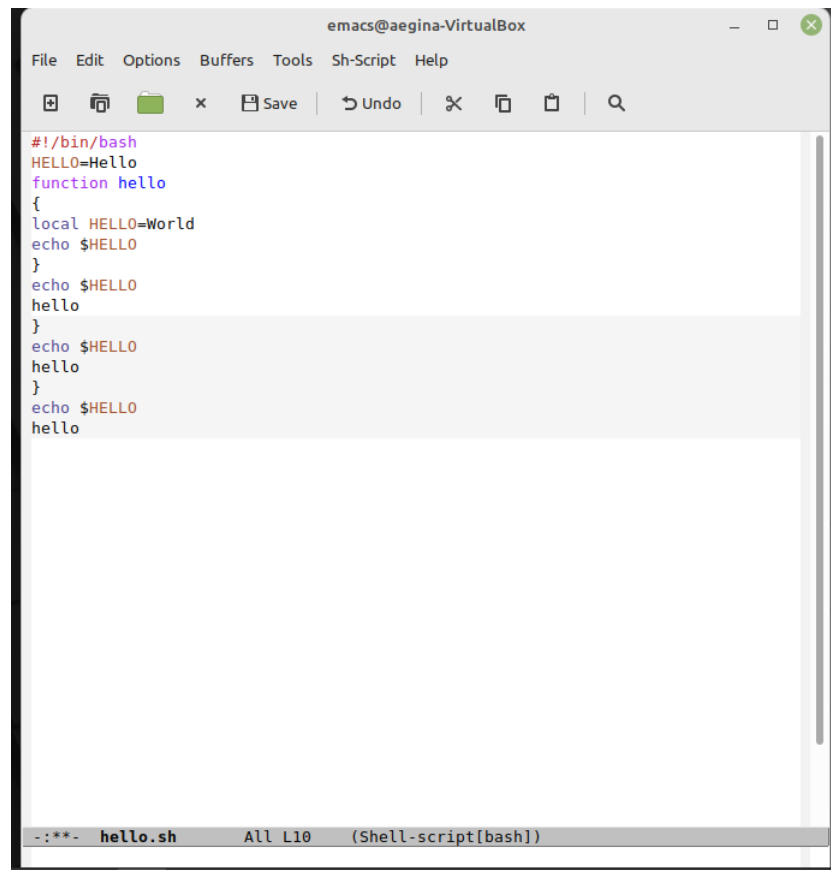 emacs@aegina-VirtualBox
File Edit Options Buffers Tools Sh-Script Help
Save Undo
#!/bin/bash
HELLO=Hello
function hello
{
local HELLO=World
echo $HELLO
}
echo $HELLO
hello
}
echo $HELLO
hello
}
echo $HELLO
hello
-:**- hello.sh All L10 (Shell-script[bash])